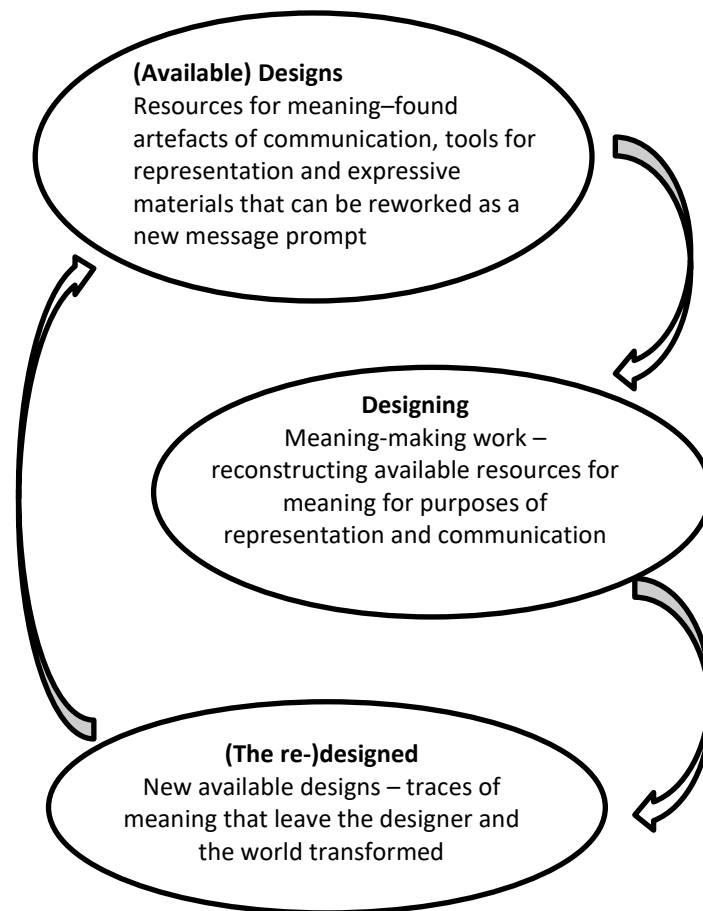 (Available) Designs
Resources for meaning–found
artefacts of communication, tools for
representation and expressive
materials that can be reworked as a
new message prompt
Designing
Meaning-making work –
reconstructing available resources for
meaning for purposes of
representation and communication
(The re-)designed
New available designs – traces of
meaning that leave the designer and
the world transformed